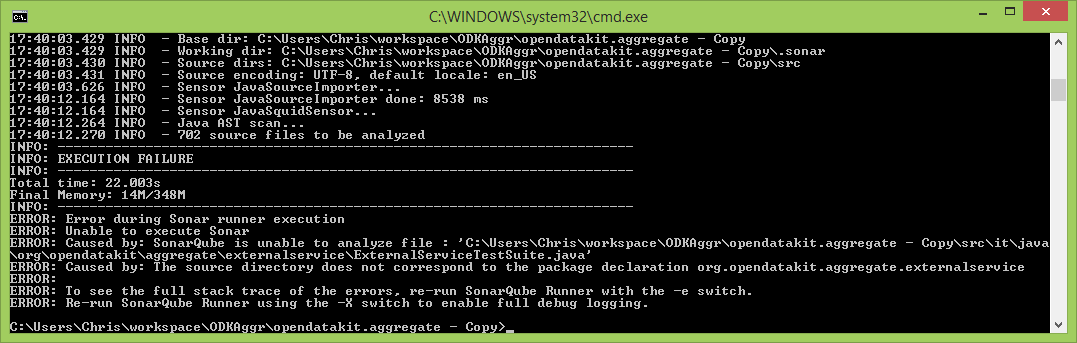 C:\WINDOWS\system32\cmd.exe
17:40:03.429 INFO  - Base dir: C:\Users\Chris\workspace\ODKAggr\opendatakit.aggregate - Copy
17:40:03.429 INFO  - Working dir: C:\Users\Chris\workspace\ODKAggr\opendatakit.aggregate - Copy\.sonar
17:40:03.430 INFO  - Source dirs: C:\Users\Chris\workspace\ODKAggr\opendatakit.aggregate - Copy\src
17:40:03.431 INFO  - Source encoding: UTF-8, default locale: en_US
17:40:03.626 INFO  - Sensor JavaSourceImporter...
17:40:12.164 INFO  - Sensor JavaSourceImporter done: 8538 ms
17:40:12.164 INFO  - Sensor JavaSquidSensor...
17:40:12.264 INFO  - Java AST scan...
17:40:12.270 INFO  - 702 source files to be analyzed
INFO: ------------------------------------------------------------------------
INFO: EXECUTION FAILURE
INFO: ------------------------------------------------------------------------
Total time: 22.003s
Final Memory: 14M/348M
INFO: ------------------------------------------------------------------------
ERROR: Error during Sonar runner execution
ERROR: Unable to execute Sonar
ERROR: Caused by: SonarQube is unable to analyze file : 'C:\Users\Chris\workspace\ODKAggr\opendatakit.aggregate - Copy\src\it\java
\org\opendatakit\aggregate\externalservice\ExternalServiceTestSuite.java'
ERROR: Caused by: The source directory does not correspond to the package declaration org.opendatakit.aggregate.externalservice
ERROR:
ERROR: To see the full stack trace of the errors, re-run SonarQube Runner with the -e switch.
ERROR: Re-run SonarQube Runner using the -X switch to enable full debug logging.
C:\Users\Chris\workspace\ODKAggr\opendatakit.aggregate - Copy>_